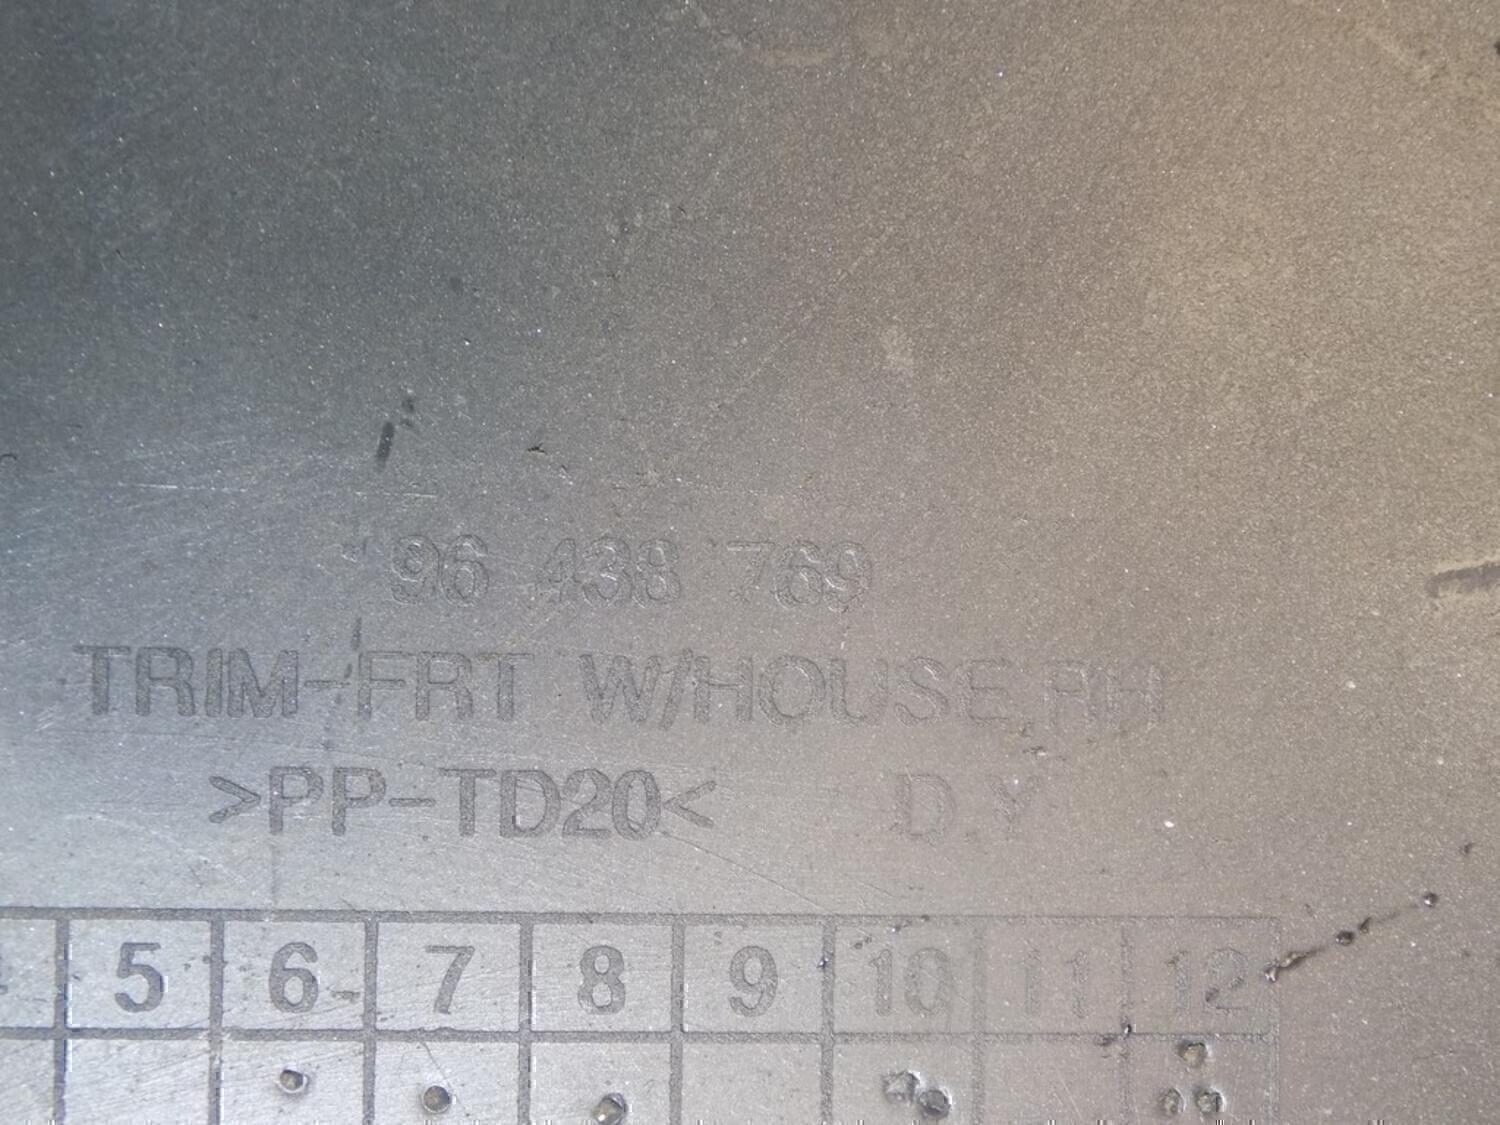 96 438 769
TRIM-FRT W/HOUSE,RH
>PP-TD20< D.Y
5 6 7 8 9 10 11 12